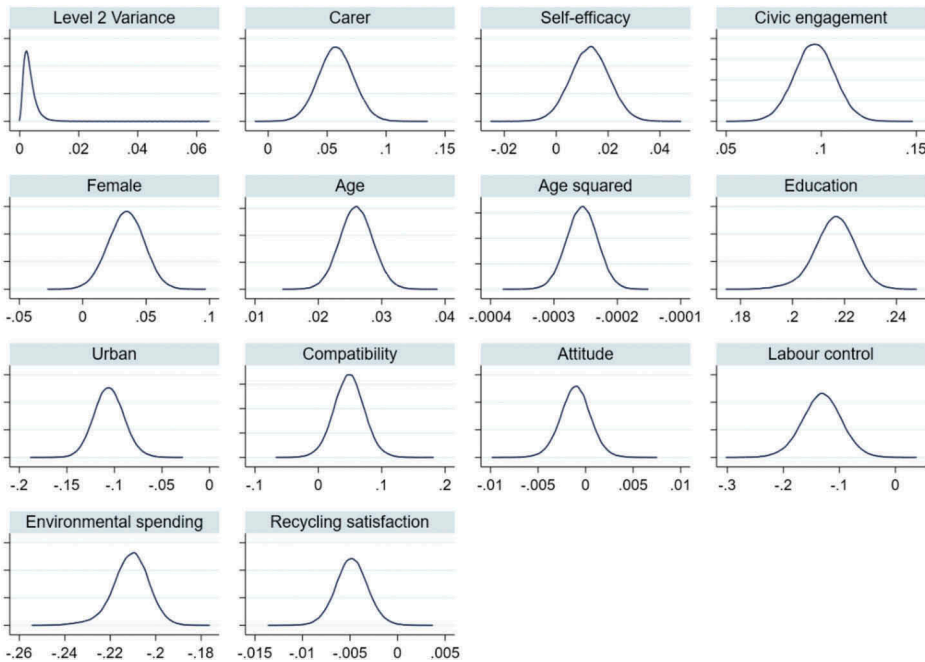 Level 2 Variance Carer Self-efficacy Civic engagement
0 .02 .04 .06 0 .05 .1 .15 -.02 0 .02 .04 .05 .1 .15
Female Age Age squared Education
-.05 0 .05 .1 .01 .02 .03 .04 -.0004 -.0003 -.0002 -.0001 .18 .2 .22 .24
Urban Compatibility Attitude Labour control
-.2 -.15 -.1 -.05 0 -.1 0 .1 .2 -.01 -.005 0 .005 .01 -.3 -.2 -.1 0
Environmental spending Recycling satisfaction
-.26 -.24 -.22 -.2 -.18 -.015 -.01 -.005 0 .005